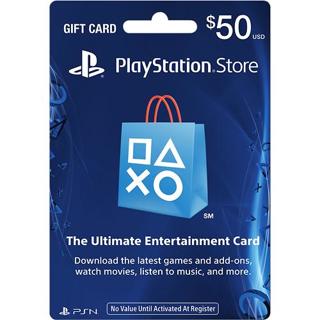 GIFT CARD
$50 USD
PlayStation Store
SM
The Ultimate Entertainment Card
Download the latest games and add-ons,
watch movies, listen to music, and more.
PSN
No Value Until Activated At Register